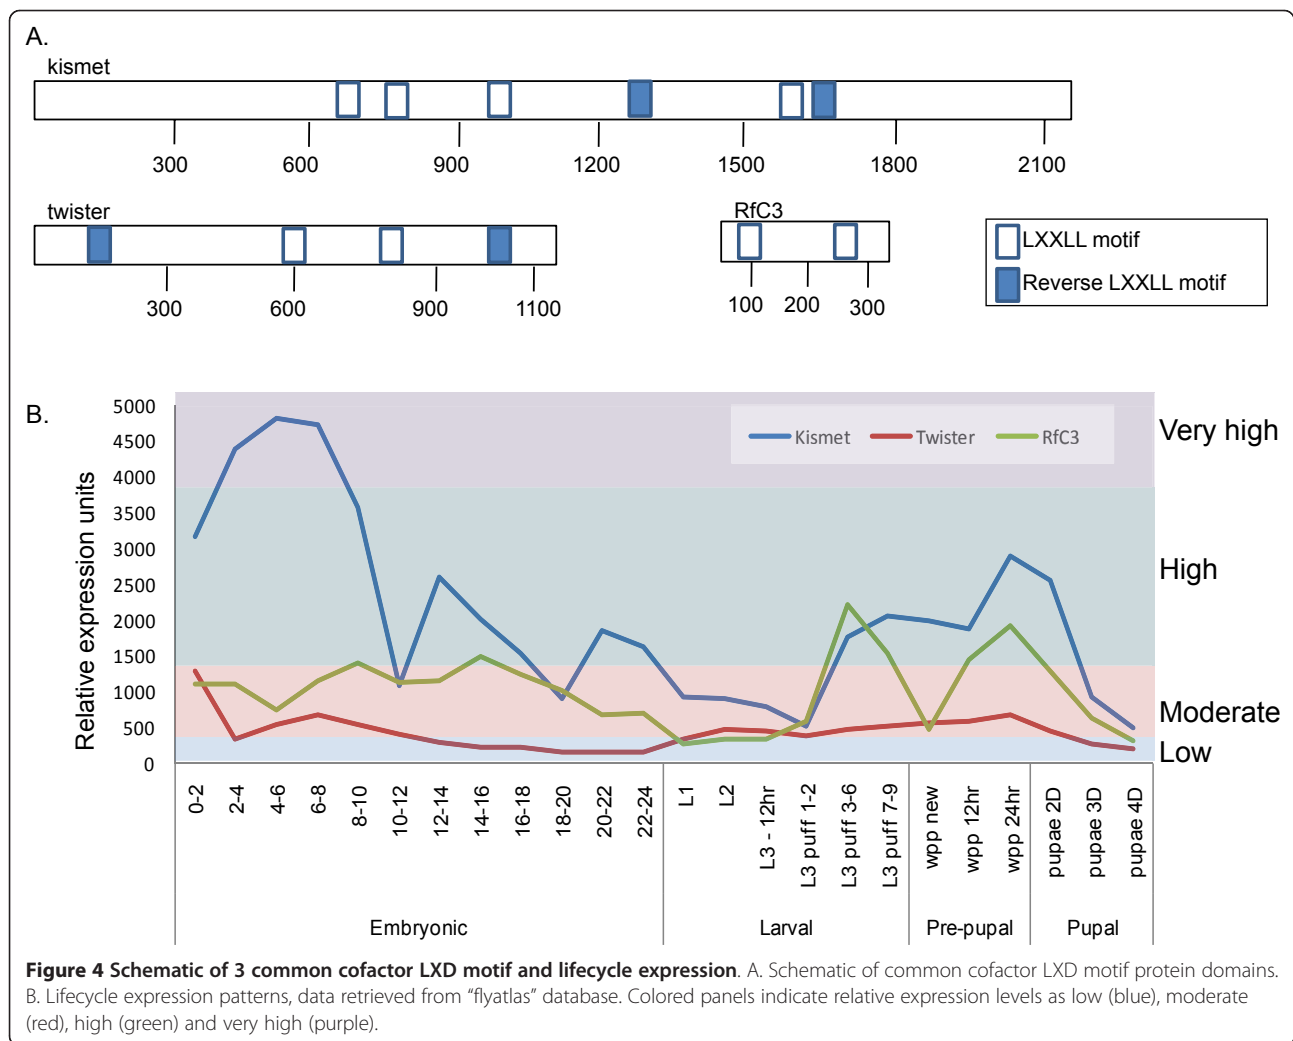 A.
kismet
300 600 900 1200 1500 1800 2100
twister
300 600 900 1100
RfC3
100 200 300
LXXLL motif
Reverse LXXLL motif
B.
Relative expression units
5000
4500
4000
3500
3000
2500
2000
1500
1000
500
0
Kismet Twister RfC3
Very high
High
Moderate
Low
0-2
2-4
4-6
6-8
8-10
10-12
12-14
14-16
16-18
18-20
20-22
22-24
L1
L2
L3 - 12hr
L3 puff 1-2
L3 puff 3-6
L3 puff 7-9
wpp new
wpp 12hr
wpp 24hr
pupae 2D
pupae 3D
pupae 4D
Embryonic Larval Pre-pupal Pupal
Figure 4 Schematic of 3 common cofactor LXD motif and lifecycle expression. A. Schematic of common cofactor LXD motif protein domains.
B. Lifecycle expression patterns, data retrieved from “flyatlas” database. Colored panels indicate relative expression levels as low (blue), moderate
(red), high (green) and very high (purple).